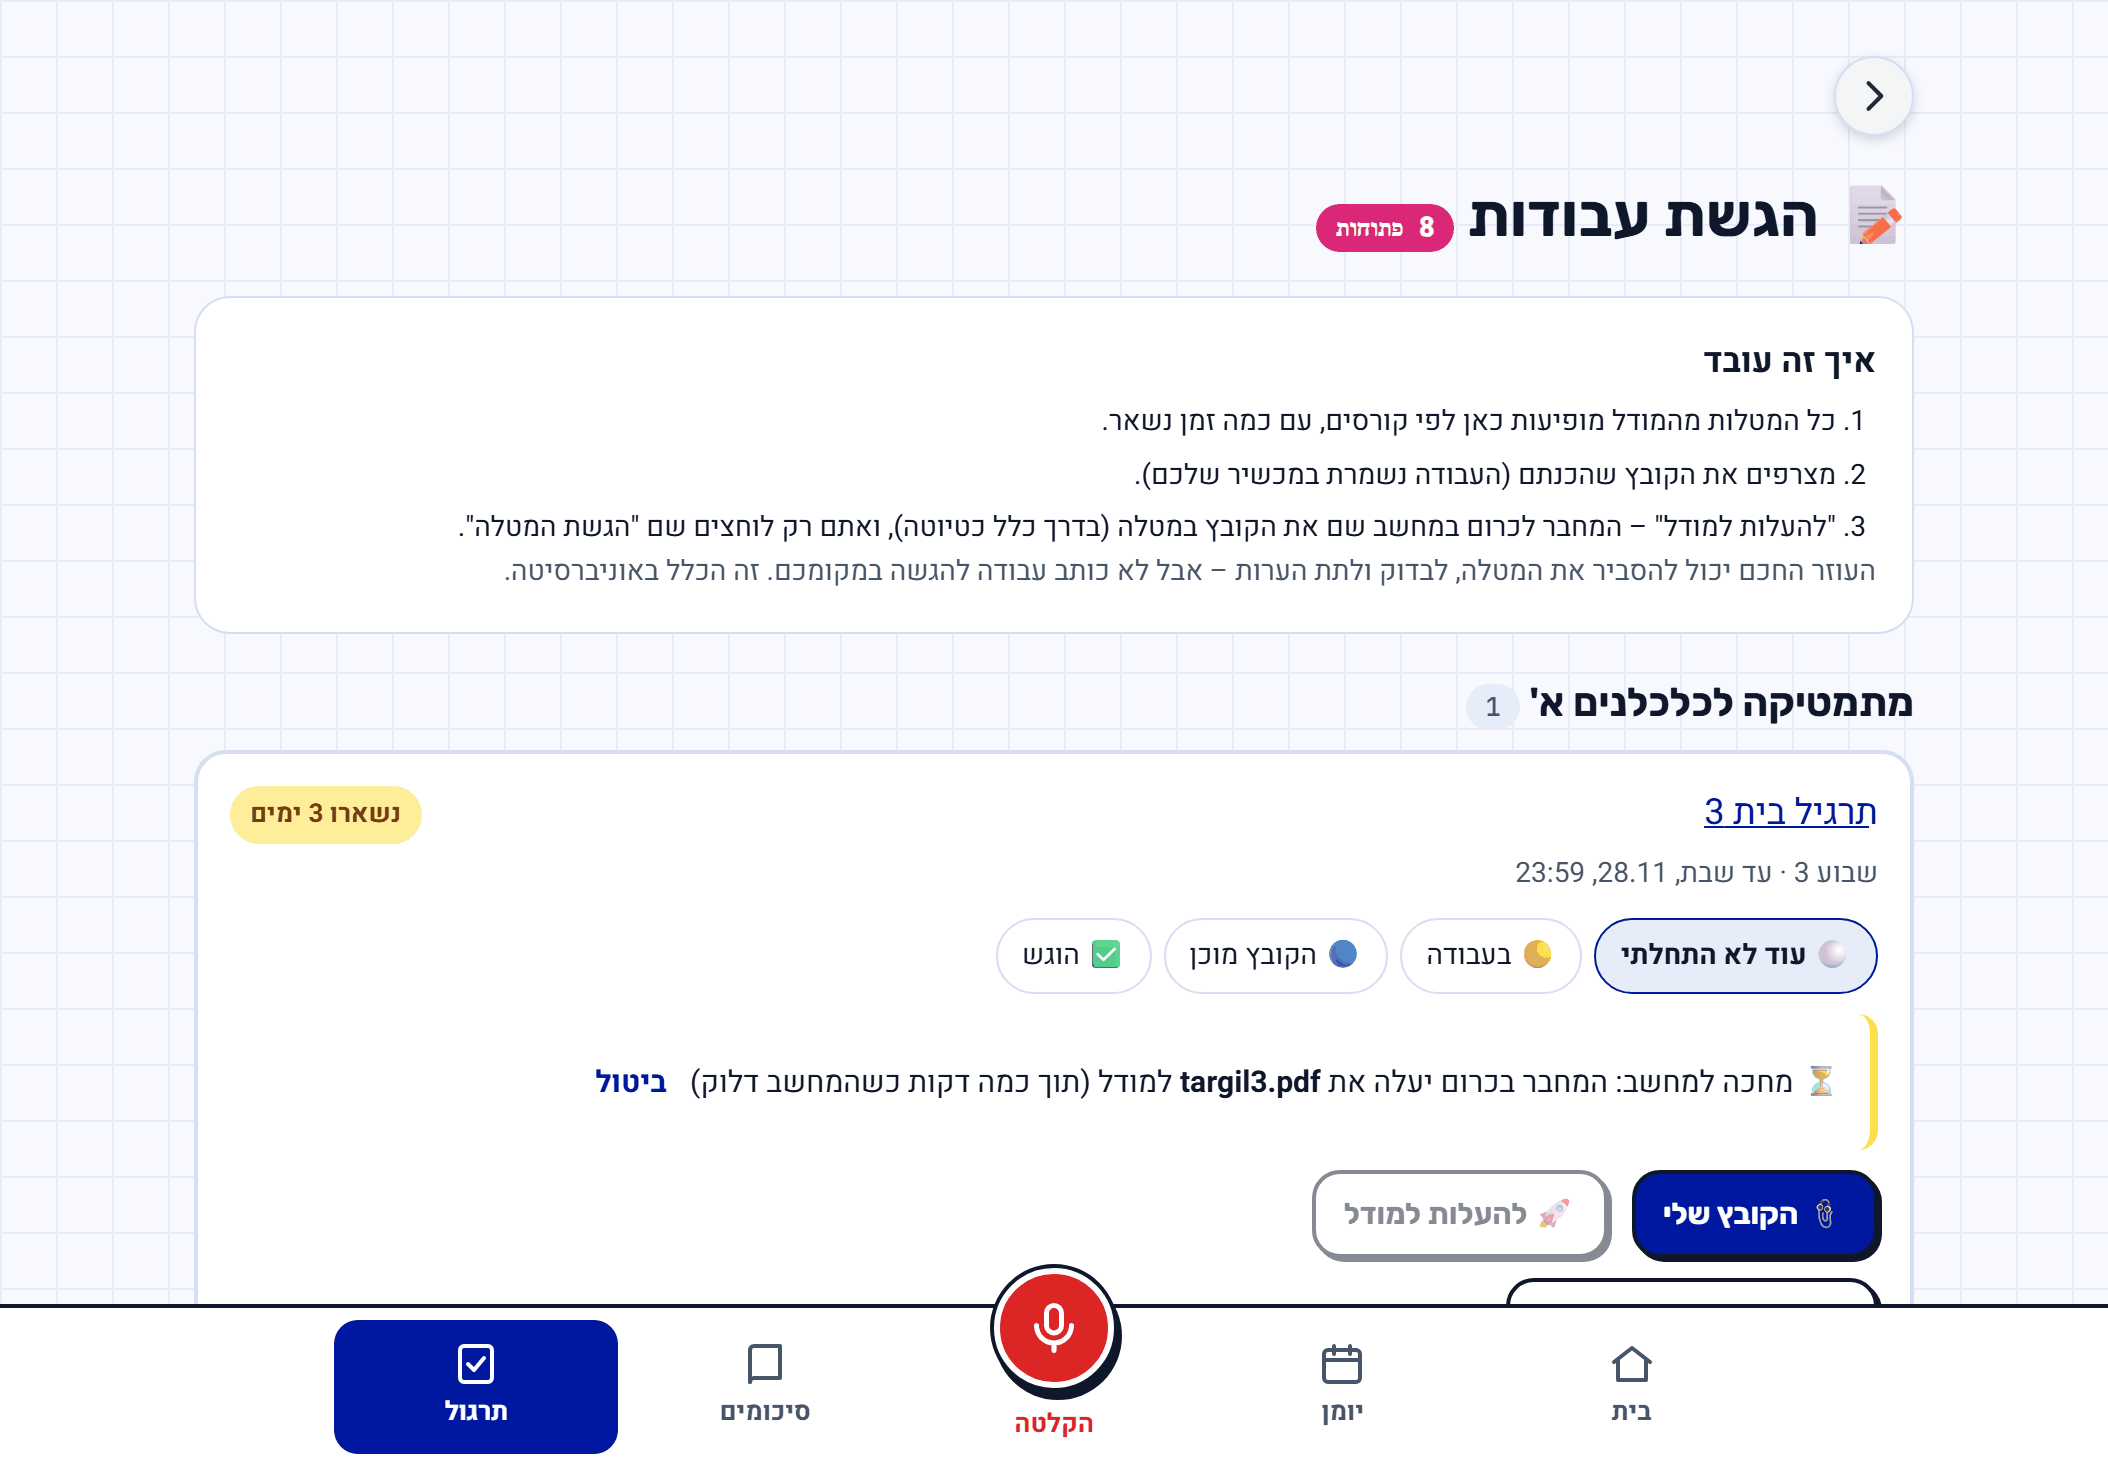 הגשת עבודות 8 פתוחות
איך זה עובד
1. כל המטלות מהמודל מופיעות כאן לפי קורסים, עם כמה זמן נשאר.
2. מצרפים את הקובץ שהכנתם (העבודה נשמרת במכשיר שלכם).
3. "להעלות למודל" – המחבר לכרום במחשב שם את הקובץ במטלה (בדרך כלל כטיוטה), ואתם רק לוחצים שם "הגשת המטלה".
העוזר החכם יכול להסביר את המטלה, לבדוק ולתת הערות – אבל לא כותב עבודה להגשה במקומכם. זה הכלל באוניברסיטה.
מתמטיקה לכלכלנים א' 1
תרגיל בית 3
נשארו 3 ימים
שבוע 3 · עד שבת, 28.11, 23:59
עוד לא התחלתי
בעבודה
הקובץ מוכן
הוגש
מחכה למחשב: המחבר בכרום יעלה את targil3.pdf למודל (תוך כמה דקות כשהמחשב דלוק) ביטול
הקובץ שלי
להעלות למודל
בית
יומן
הקלטה
סיכומים
תרגול